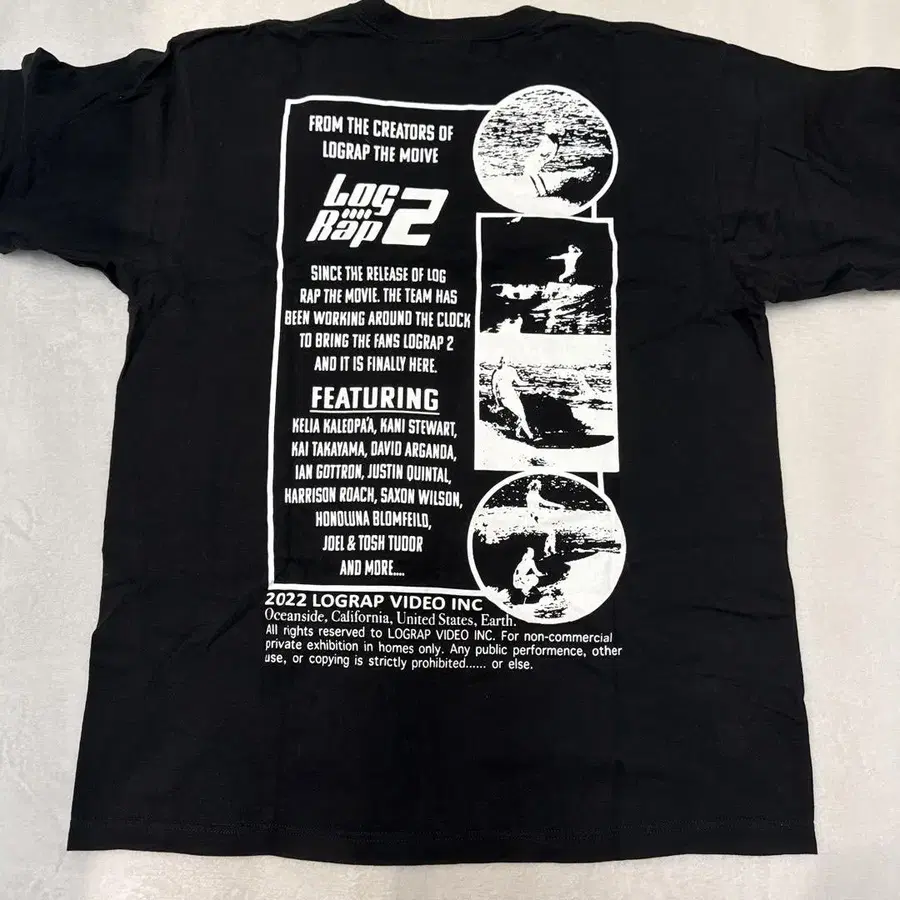 FROM THE CREATORS OF
LOGRAP THE MOIVE
LOG
RAP 2
SINCE THE RELEASE OF LOG
RAP THE MOVIE. THE TEAM HAS
BEEN WORKING AROUND THE CLOCK
TO BRING THE FANS LOGRAP 2
AND IT IS FINALLY HERE.
FEATURING
KELIA KALEOPA'A, KANI STEWART,
KAI TAKAYAMA, DAVID ARGANDA,
IAN GOTTRON, JUSTIN QUINTAL,
HARRISON ROACH, SAXON WILSON,
HONOLUNA BLOMFEILD,
JOEL & TOSH TUDOR
AND MORE....
2022 LOGRAP VIDEO INC
Oceanside, California, United States, Earth.
All rights reserved to LOGRAP VIDEO INC. For non-commercial
private exhibition in homes only. Any public performence, other
use, or copying is strictly prohibited...... or else.